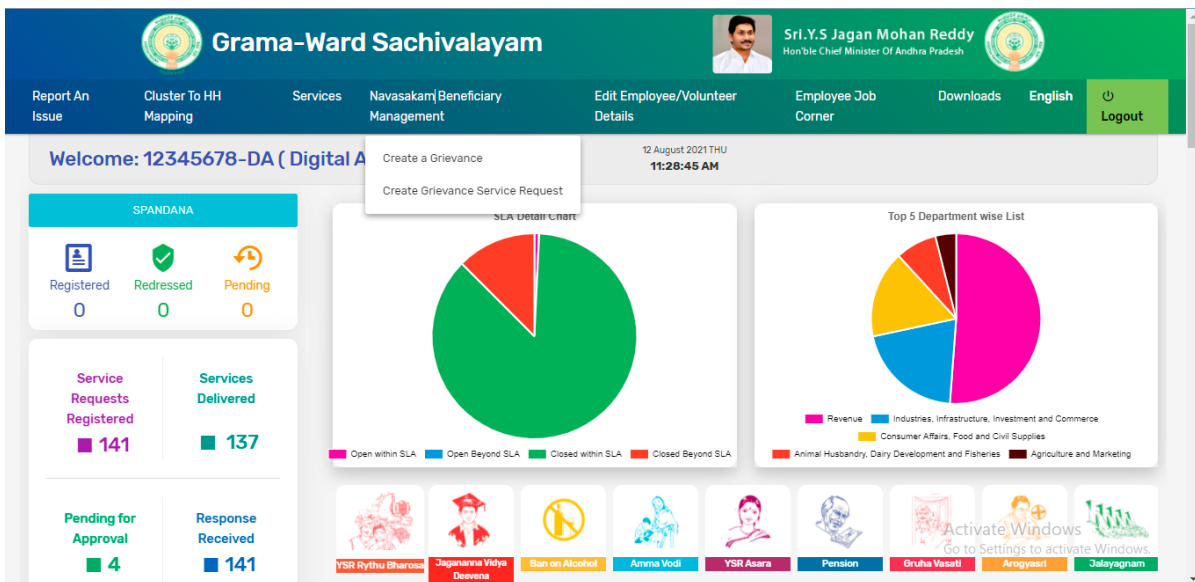 Grama-Ward Sachivalayam
Sri.Y.S Jagan Mohan Reddy
Hon'ble Chief Minister Of Andhra Pradesh
Report An
Issue
Cluster To HH
Mapping
Services
Navasakam Beneficiary
Management
Edit Employee/Volunteer
Details
Employee Job
Corner
Downloads
English
Logout
Create a Grievance
Create Grievance Service Request
Welcome: 12345678-DA ( Digital A
12 August 2021 THU
11:28:45 AM
SPANDANA
Registered
0
Redressed
0
Pending
0
Service
Requests
Registered
141
Services
Delivered
137
Pending for
Approval
4
Response
Received
141
SLA Detail Chart
Open within SLA Open Beyond SLA Closed within SLA Closed Beyond SLA
Top 5 Department wise List
Revenue Industries, Infrastructure, Investment and Commerce
Consumer Affairs, Food and Civil Supplies
Animal Husbandry, Dairy Development and Fisheries Agriculture and Marketing
YSR Rythu Bharosa
Jagananna Vidya
Deevena
Ban on Alcohol
Amma Vodi
YSR Asara
Pension
Gruha Vasati
Arogyasri
Jalayagnam
Activate Windows
Go to Settings to activate Windows.